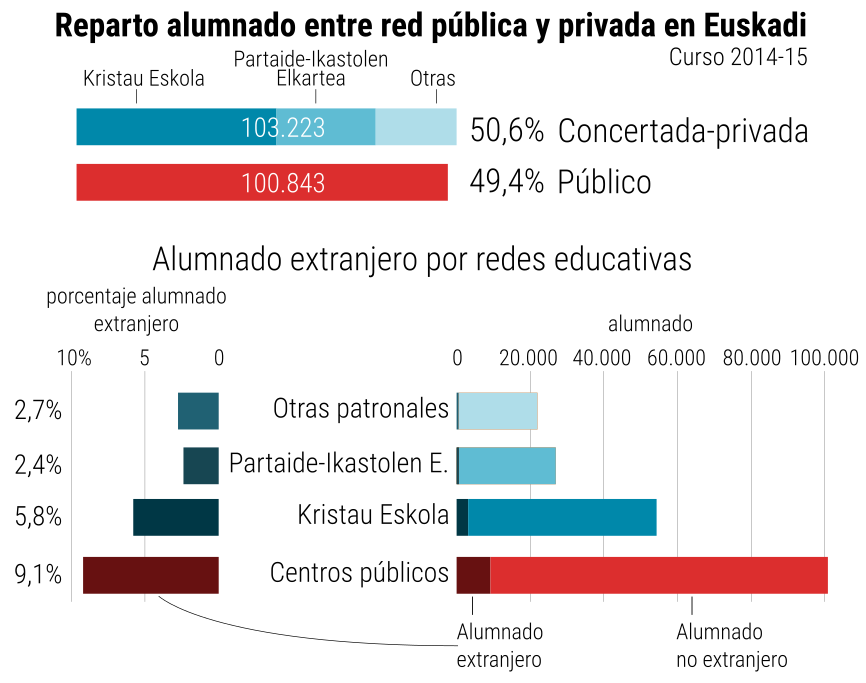 Reparto alumnado entre red pública y privada en Euskadi
Curso 2014-15
Kristau Eskola
Partaide-Ikastolen
Elkartea
Otras
103.223
50,6% Concertada-privada
100.843
49,4% Público
Alumnado extranjero por redes educativas
porcentaje alumnado
extranjero
alumnado
10% 5 0
0 20.000 40.000 60.000 80.000 100.000
2,7% Otras patronales
2,4% Partaide-Ikastolen E.
5,8% Kristau Eskola
9,1% Centros públicos
Alumnado
extranjero
Alumnado
no extranjero